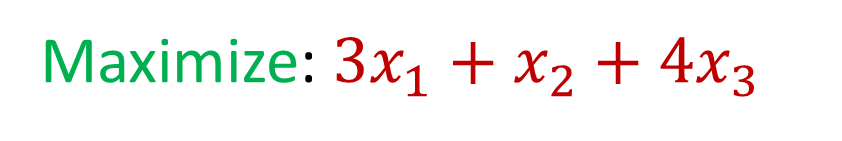 Maximize: 3x₁ + x₂ + 4x₃